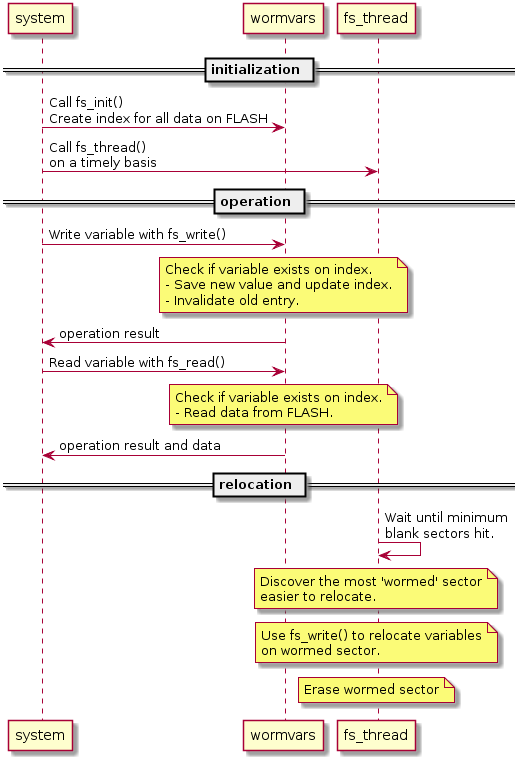 system
wormvars
fs_thread
initialization
Call fs_init()
Create index for all data on FLASH
Call fs_thread()
on a timely basis
operation
Write variable with fs_write()
Check if variable exists on index.
- Save new value and update index.
- Invalidate old entry.
operation result
Read variable with fs_read()
Check if variable exists on index.
- Read data from FLASH.
operation result and data
relocation
Wait until minimum
blank sectors hit.
Discover the most 'wormed' sector
easier to relocate.
Use fs_write() to relocate variables
on wormed sector.
Erase wormed sector
system
wormvars
fs_thread